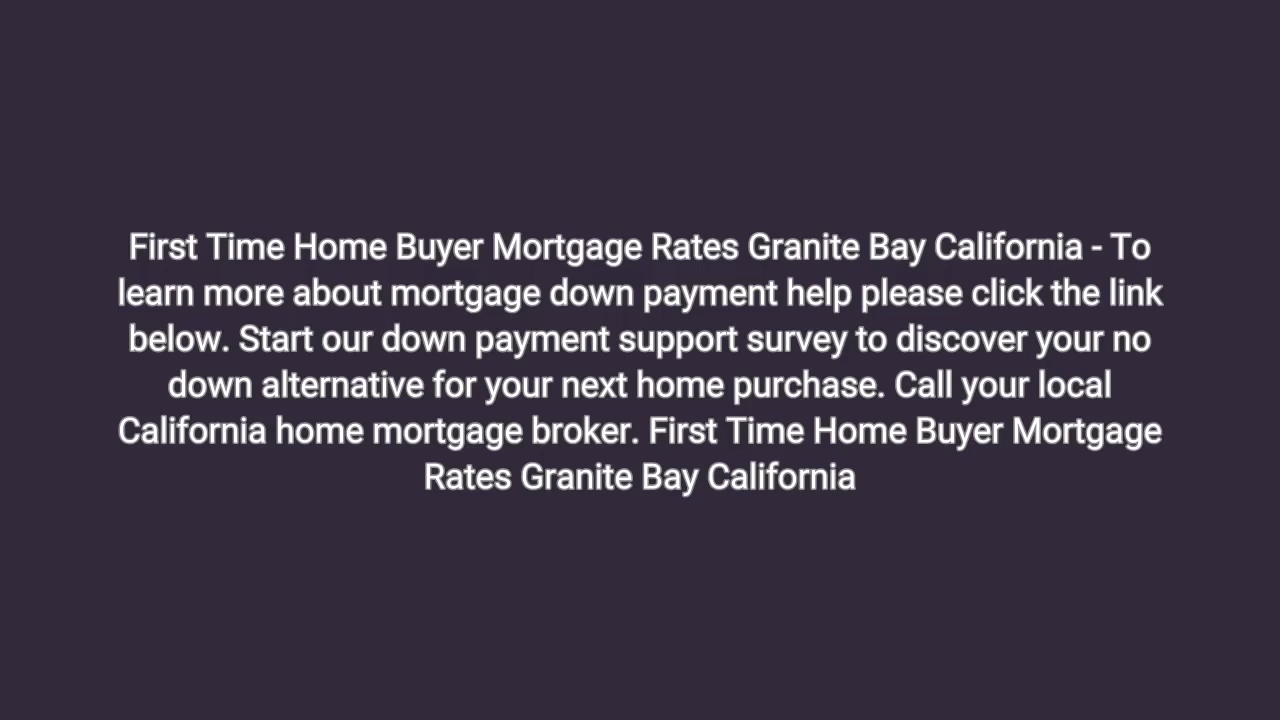 First Time Home Buyer Mortgage Rates Granite Bay California - To
learn more about mortgage down payment help please click the link
below. Start our down payment support survey to discover your no
down alternative for your next home purchase. Call your local
California home mortgage broker. First Time Home Buyer Mortgage
Rates Granite Bay California